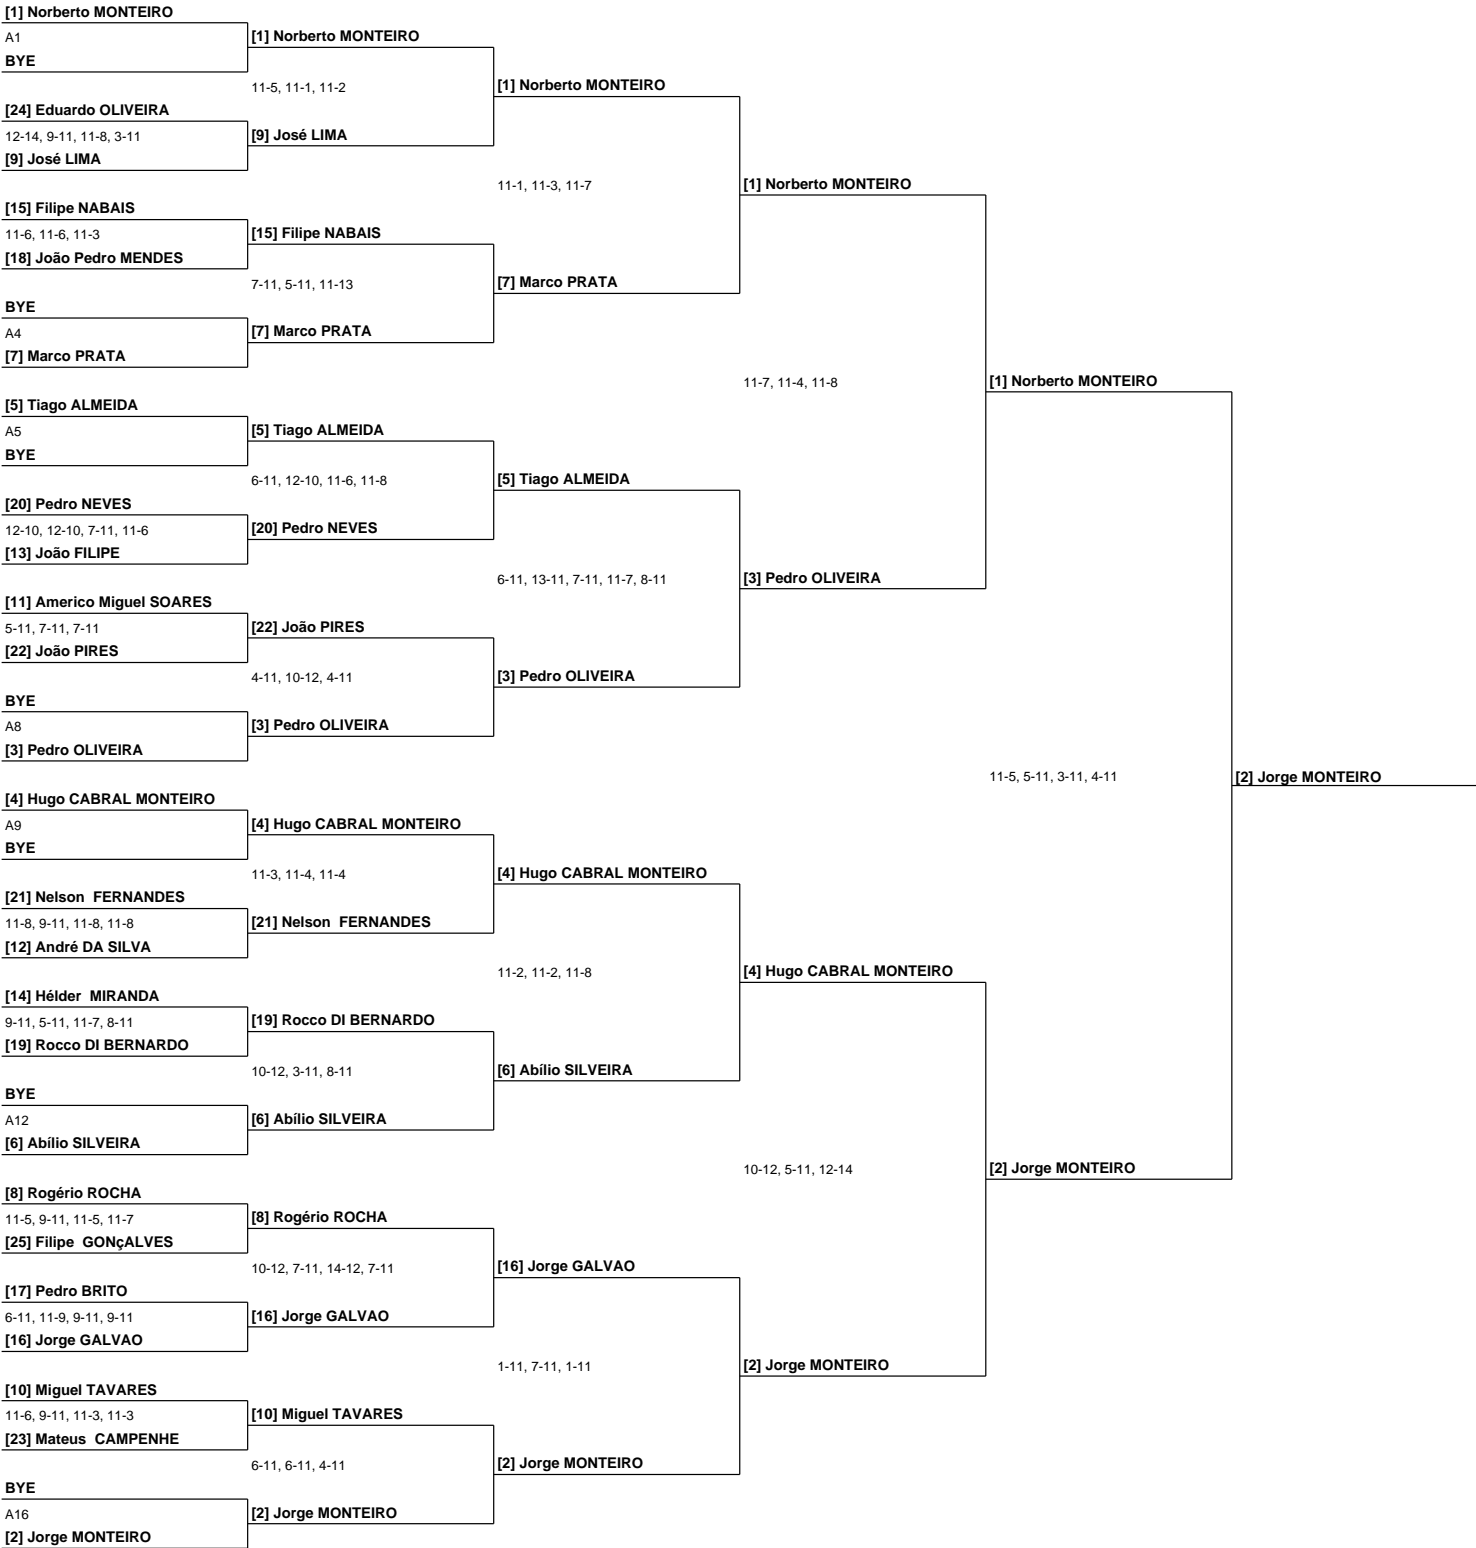 [1] Norberto MONTEIRO
A1
[1] Norberto MONTEIRO
BYE
11-5, 11-1, 11-2
[1] Norberto MONTEIRO
[24] Eduardo OLIVEIRA
12-14, 9-11, 11-8, 3-11
[9] José LIMA
[9] José LIMA
11-1, 11-3, 11-7
[1] Norberto MONTEIRO
[15] Filipe NABAIS
11-6, 11-6, 11-3
[15] Filipe NABAIS
[18] João Pedro MENDES
7-11, 5-11, 11-13
[7] Marco PRATA
BYE
A4
[7] Marco PRATA
[7] Marco PRATA
11-7, 11-4, 11-8
[1] Norberto MONTEIRO
[5] Tiago ALMEIDA
A5
[5] Tiago ALMEIDA
BYE
6-11, 12-10, 11-6, 11-8
[5] Tiago ALMEIDA
[20] Pedro NEVES
12-10, 12-10, 7-11, 11-6
[20] Pedro NEVES
[13] João FILIPE
6-11, 13-11, 7-11, 11-7, 8-11
[3] Pedro OLIVEIRA
[11] Americo Miguel SOARES
5-11, 7-11, 7-11
[22] João PIRES
[22] João PIRES
4-11, 10-12, 4-11
[3] Pedro OLIVEIRA
BYE
A8
[3] Pedro OLIVEIRA
[3] Pedro OLIVEIRA
11-5, 5-11, 3-11, 4-11
[2] Jorge MONTEIRO
[4] Hugo CABRAL MONTEIRO
A9
[4] Hugo CABRAL MONTEIRO
BYE
11-3, 11-4, 11-4
[4] Hugo CABRAL MONTEIRO
[21] Nelson  FERNANDES
11-8, 9-11, 11-8, 11-8
[21] Nelson  FERNANDES
[12] André DA SILVA
11-2, 11-2, 11-8
[4] Hugo CABRAL MONTEIRO
[14] Hélder  MIRANDA
9-11, 5-11, 11-7, 8-11
[19] Rocco DI BERNARDO
[19] Rocco DI BERNARDO
10-12, 3-11, 8-11
[6] Abílio SILVEIRA
BYE
A12
[6] Abílio SILVEIRA
[6] Abílio SILVEIRA
10-12, 5-11, 12-14
[2] Jorge MONTEIRO
[8] Rogério ROCHA
11-5, 9-11, 11-5, 11-7
[8] Rogério ROCHA
[25] Filipe  GONçALVES
10-12, 7-11, 14-12, 7-11
[16] Jorge GALVAO
[17] Pedro BRITO
6-11, 11-9, 9-11, 9-11
[16] Jorge GALVAO
[16] Jorge GALVAO
1-11, 7-11, 1-11
[2] Jorge MONTEIRO
[10] Miguel TAVARES
11-6, 9-11, 11-3, 11-3
[10] Miguel TAVARES
[23] Mateus  CAMPENHE
6-11, 6-11, 4-11
[2] Jorge MONTEIRO
BYE
A16
[2] Jorge MONTEIRO
[2] Jorge MONTEIRO